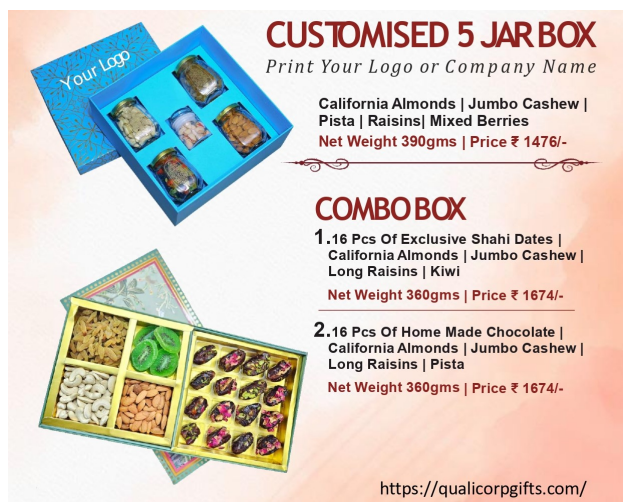 CUSTOMISED 5 JAR BOX
Print Your Logo or Company Name
Your Logo
California Almonds | Jumbo Cashew |
Pista | Raisins| Mixed Berries
Net Weight 390gms | Price ₹ 1476/-
COMBO BOX
1.16 Pcs Of Exclusive Shahi Dates |
California Almonds | Jumbo Cashew |
Long Raisins | Kiwi
Net Weight 360gms | Price ₹ 1674/-
2.16 Pcs Of Home Made Chocolate |
California Almonds | Jumbo Cashew |
Long Raisins | Pista
Net Weight 360gms | Price ₹ 1674/-
https://qualicorpgifts.com/